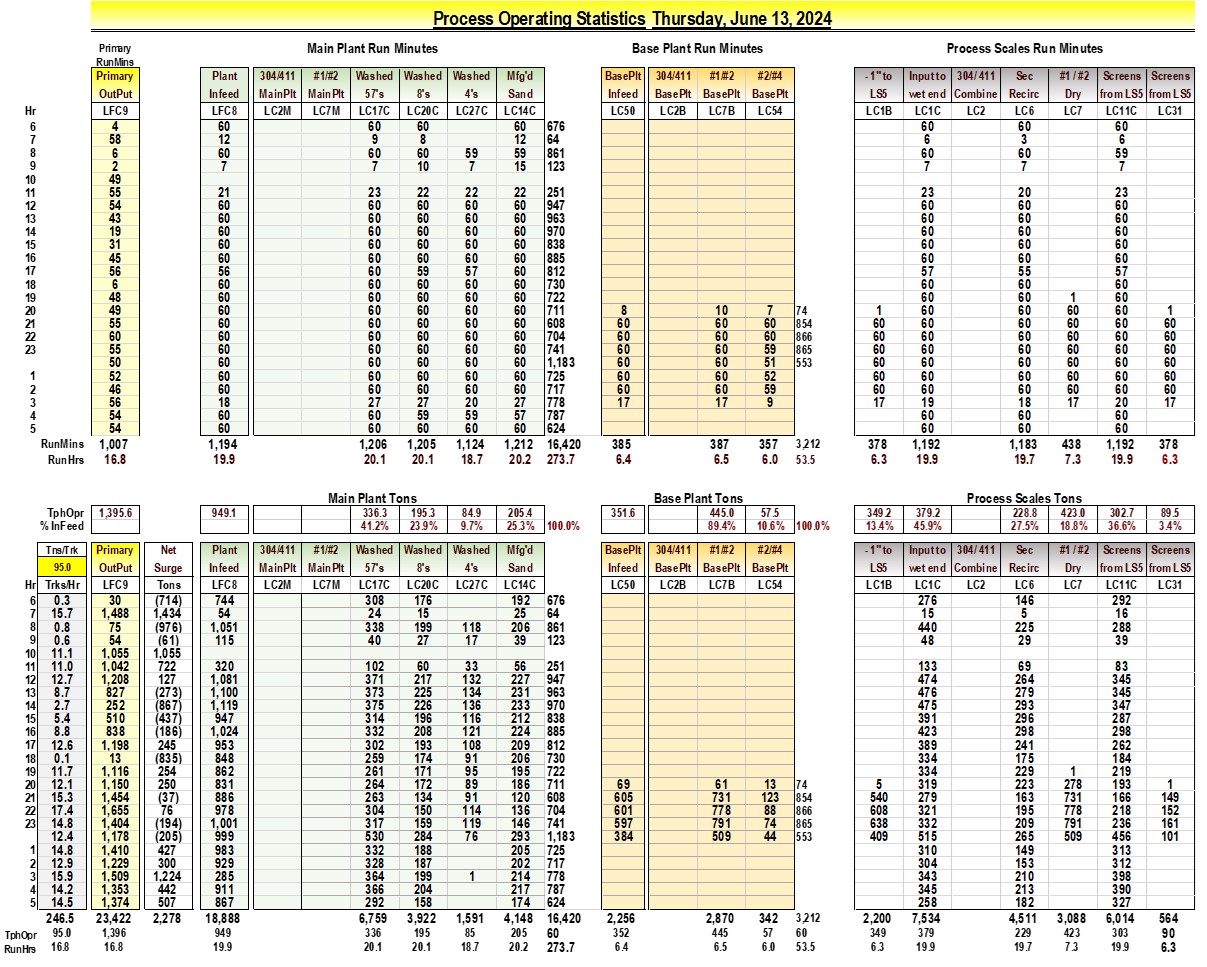 Process Operating Statistics Thursday, June 13, 2024
Primary Main Plant Run Minutes Base Plant Run Minutes Process Scales Run Minutes
RunMins
Primary Plant 304/411 #1/#2 Washed Washed Washed Mfg'd BasePlt 304/411 #1/#2 #2/#4 - 1" to Input to 304/ 411 Sec #1 / #2 Screens Screens
OutPut Infeed MainPlt MainPlt 57's 8's 4's Sand Infeed BasePlt BasePlt BasePlt LS5 wet end Combine Recirc Dry from LS5 from LS5
Hr LFC9 LFC8 LC2M LC7M LC17C LC20C LC27C LC14C LC50 LC2B LC7B LC54 LC1B LC1C LC2 LC6 LC7 LC11C LC31
6 4 60 60 60 60 676 60 60 60
7 58 12 9 8 12 64 6 3 6
8 6 60 60 60 59 59 861 60 60 59
9 2 7 7 10 7 15 123 7 7 7
10 49
11 55 21 23 22 22 22 251 23 20 23
12 54 60 60 60 60 60 947 60 60 60
13 43 60 60 60 60 60 963 60 60 60
14 19 60 60 60 60 60 970 60 60 60
15 31 60 60 60 60 60 838 60 60 60
16 45 60 60 60 60 60 885 60 60 60
17 56 56 60 59 57 60 812 57 55 57
18 6 60 60 60 60 60 730 60 60 60
19 48 60 60 60 60 60 722 60 60 1 60
20 49 60 60 60 60 60 711 8 10 7 74 1 60 60 60 60 1
21 55 60 60 60 60 60 608 60 60 60 854 60 60 60 60 60 60
22 60 60 60 60 60 60 704 60 60 60 866 60 60 60 60 60 60
23 55 60 60 60 60 60 741 60 60 59 865 60 60 60 60 60 60
50 60 60 60 60 60 1,183 60 60 51 553 60 60 60 60 60 60
1 52 60 60 60 60 60 725 60 60 52 60 60 60 60 60 60
2 46 60 60 60 60 60 717 60 60 59 60 60 60 60 60 60
3 56 18 27 27 20 27 778 17 17 9 17 19 18 17 20 17
4 54 60 60 59 59 57 787 60 60 60
5 54 60 60 60 60 60 624 60 60 60
RunMins 1,007 1,194 1,206 1,205 1,124 1,212 16,420 385 387 357 3,212 378 1,192 1,183 438 1,192 378
RunHrs 16.8 19.9 20.1 20.1 18.7 20.2 273.7 6.4 6.5 6.0 53.5 6.3 19.9 19.7 7.3 19.9 6.3
Main Plant Tons Base Plant Tons Process Scales Tons
TphOpr 1,395.6 949.1 336.3 195.3 84.9 205.4 351.6 445.0 57.5 349.2 379.2 228.8 423.0 302.7 89.5
% InFeed 41.2% 23.9% 9.7% 25.3% 100.0% 89.4% 10.6% 100.0% 13.4% 45.9% 27.5% 18.8% 36.6% 3.4%
Tns/Trk Primary Net Plant 304/411 #1/#2 Washed Washed Washed Mfg'd BasePlt 304/411 #1/#2 #2/#4 - 1" to Input to 304/ 411 Sec #1 / #2 Screens Screens
95.0 OutPut Surge Infeed MainPlt MainPlt 57's 8's 4's Sand Infeed BasePlt BasePlt BasePlt LS5 wet end Combine Recirc Dry from LS5 from LS5
Hr Trks/Hr LFC9 Tons LFC8 LC2M LC7M LC17C LC20C LC27C LC14C LC50 LC2B LC7B LC54 LC1B LC1C LC2 LC6 LC7 LC11C LC31
6 0.3 30 (714) 744 308 176 192 676 276 146 292
7 15.7 1,488 1,434 54 24 15 25 64 15 5 16
8 0.8 75 (976) 1,051 338 199 118 206 861 440 225 288
9 0.6 54 (61) 115 40 27 17 39 123 48 29 39
10 11.1 1,055 1,055
11 11.0 1,042 722 320 102 60 33 56 251 133 69 83
12 12.7 1,208 127 1,081 371 217 132 227 947 474 264 345
13 8.7 827 (273) 1,100 373 225 134 231 963 476 279 345
14 2.7 252 (867) 1,119 375 226 136 233 970 475 293 347
15 5.4 510 (437) 947 314 196 116 212 838 391 296 287
16 8.8 838 (186) 1,024 332 208 121 224 885 423 298 298
17 12.6 1,198 245 953 302 193 108 209 812 389 241 262
18 0.1 13 (835) 848 259 174 91 206 730 334 175 184
19 11.7 1,116 254 862 261 171 95 195 722 334 229 1 219
20 12.1 1,150 250 831 264 172 89 186 711 69 61 13 74 5 319 223 278 193 1
21 15.3 1,454 (37) 886 263 134 91 120 608 605 731 123 854 540 279 163 731 166 149
22 17.4 1,655 76 978 304 150 114 136 704 601 778 88 866 608 321 195 778 218 152
23 14.8 1,404 (194) 1,001 317 159 119 146 741 597 791 74 865 638 332 209 791 236 161
12.4 1,178 (205) 999 530 284 76 293 1,183 384 509 44 553 409 515 265 509 456 101
1 14.8 1,410 427 983 332 188 205 725 310 149 313
2 12.9 1,229 300 929 328 187 202 717 304 153 312
3 15.9 1,509 1,224 285 364 199 1 214 778 343 210 398
4 14.2 1,353 442 911 366 204 217 787 345 213 390
5 14.5 1,374 507 867 292 158 174 624 258 182 327
246.5 23,422 2,278 18,888 6,759 3,922 1,591 4,148 16,420 2,256 2,870 342 3,212 2,200 7,534 4,511 3,088 6,014 564
TphOpr 95.0 1,396 949 336 195 85 205 60 352 445 57 60 349 379 229 423 303 90
RunHrs 16.8 16.8 19.9 20.1 20.1 18.7 20.2 273.7 6.4 6.5 6.0 53.5 6.3 19.9 19.7 7.3 19.9 6.3